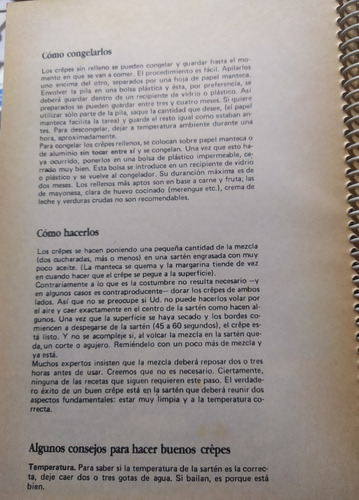 Cómo congelarlos
Los crêpes sin relleno se pueden congelar y guardar hasta el mo-
mento en que se van a comer. El procedimiento es fácil. Apilarlos
uno encima del otro, separados por una hoja de papel manteca.
Envolver la pila en una bolsa plástica y ésta, por preferencia, se
deberá guardar dentro de un recipiente de vidrio o plástico. Así
preparados se pueden guardar entre tres y cuatro meses. Si quiere
utilizar sólo parte de la pila, saque la cantidad que desee, (el papel
manteca facilita la tarea) y guarde el resto igual como estaban an-
tes. Para descongelar, dejar a temperatura ambiente durante una
hora, aproximadamente.
Para congelar los crêpes rellenos, se colocan sobre papel manteca o
de aluminio sin tocar entre sí y se congelan. Una vez que esto ha-
ya ocurrido, ponerlos en una bolsa de plástico impermeable, ce-
rrado muy bien. Esta bolsa se introduce en un recipiente de vidrio
o plástico y se vuelve al congelador. Su duración máxima es de
dos meses. Los rellenos más aptos son en base a carne y fruta; las
de mayonesa, clara de huevo cocinado (merengue etc.), crema de
leche y verduras crudas no son recomendables.
Cómo hacerlos
Los crêpes se hacen poniendo una pequeña cantidad de la mezcla
(dos cucharadas, más o menos) en una sartén engrasada con muy
poco aceite. (La manteca se quema y la margarina tiende de vez
en cuando hacer que el crêpe se pegue a la superficie).
Contrariamente a lo que es la costumbre no resulta necesario —y
en algunos casos es contraproducente— dorar los crêpes de ambos
lados. Así que no se preocupe si Ud. no puede hacerlos volar por
el aire y caer exactamente en el centro de la sartén como hacen al-
gunos. Una vez que la superficie se haya secado y los bordes co-
miencen a despegarse de la sartén (45 a 60 segundos), el crêpe es-
tá listo. Y no se acompleje si, al volcar la mezcla en la sartén que-
da, un corte o agujero. Remiéndelo con un poco más de mezcla y
ya está.
Muchos expertos insisten que la mezcla deberá reposar dos o tres
horas antes de usar. Creemos que no es necesario. Ciertamente,
ninguna de las recetas que siguen requieren este paso. El verdade-
ro éxito de un buen crêpe está en la sartén que deberá reunir dos
aspectos fundamentales: estar muy limpia y a la temperatura co-
rrecta.
Algunos consejos para hacer buenos crêpes
Temperatura. Para saber si la temperatura de la sartén es la correc-
ta, deje caer dos o tres gotas de agua. Si bailan, es porque está
bien.